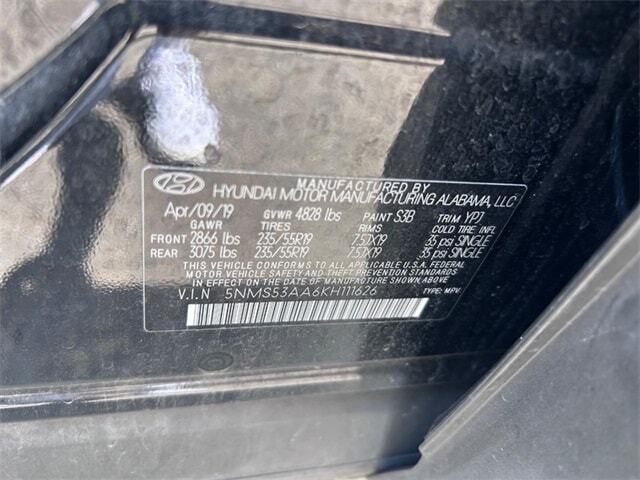 MANUFACTURED BY
HYUNDAI MOTOR MANUFACTURING ALABAMA, LLC
Apr/09/19 GVWR 4828 lbs PAINT S3B TRIM YPJ
GAWR TIRES RIMS COLD TIRE INFL
FRONT 2866 lbs 235/55R19 7.5JX19 35 psi SINGLE
REAR 3075 lbs 235/55R19 7.5JX19 35 psi SINGLE
THIS VEHICLE CONFORMS TO ALL APPLICABLE U.S.A. FEDERAL
MOTOR VEHICLE SAFETY AND THEFT PREVENTION STANDARDS
IN EFFECT ON THE DATE OF MANUFACTURE SHOWN ABOVE
V.I.N 5NMS53AA6KH111626 TYPE: MPV